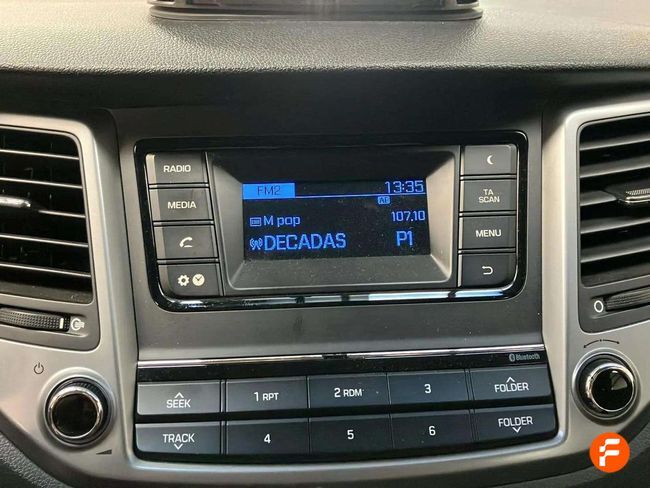 RADIO
MEDIA
FM2 13:35
AF
M pop 107.10
DECADAS P1
TA
SCAN
MENU
Bluetooth
SEEK
TRACK
1 RPT
2 RDM
3
4
5
6
FOLDER
FOLDER